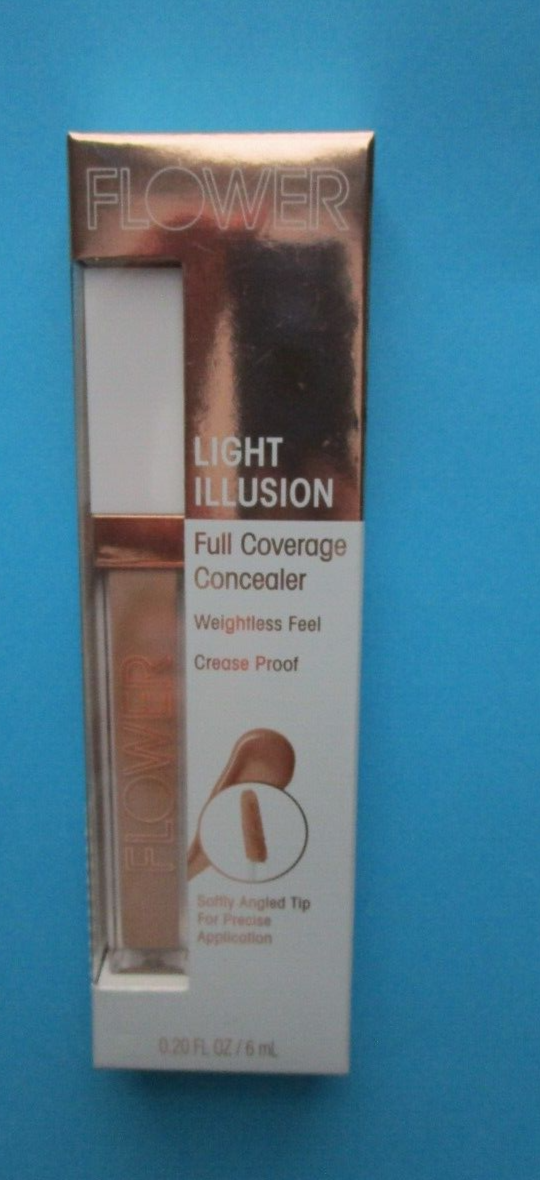 FLOWER
LIGHT
ILLUSION
Full Coverage
Concealer
Weightless Feel
Crease Proof
FLOWER
Softly Angled Tip
For Precise
Application
0.20 FL OZ / 6 mL